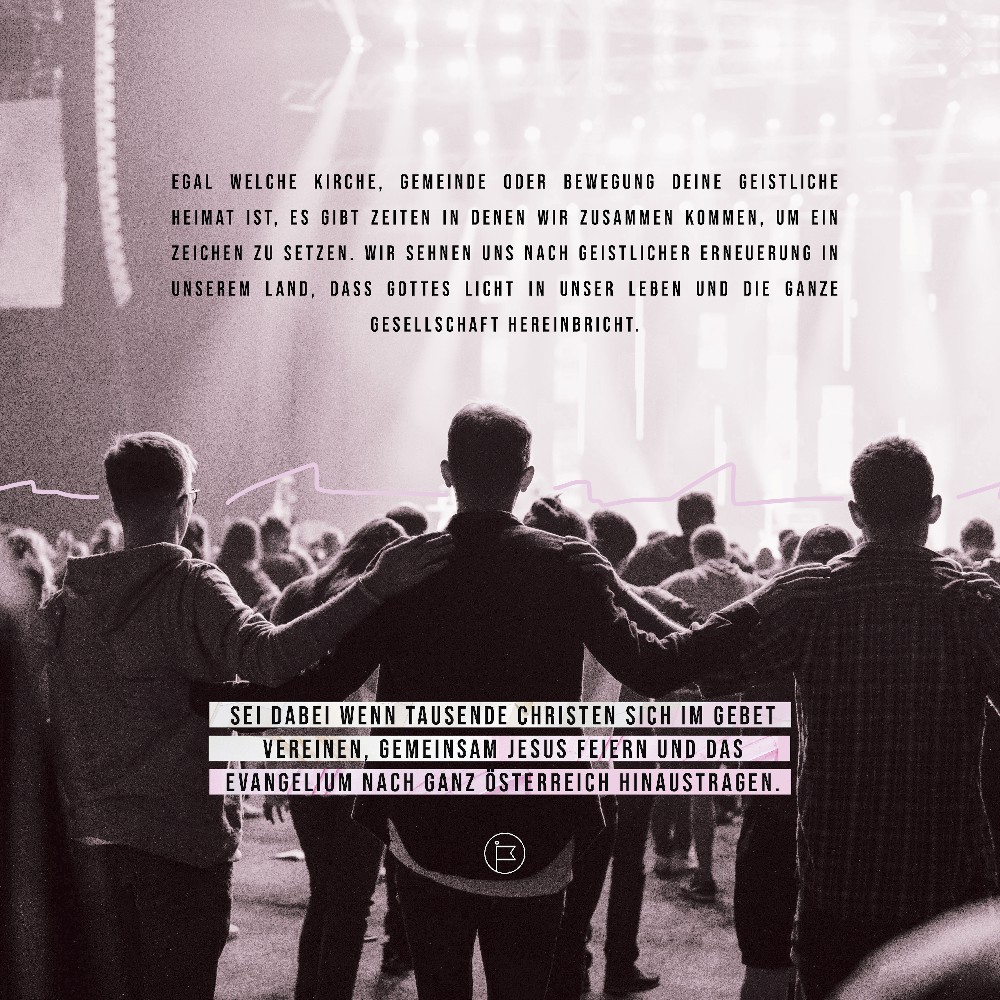 EGAL WELCHE KIRCHE, GEMEINDE ODER BEWEGUNG DEINE GEISTLICHE
HEIMAT IST, ES GIBT ZEITEN IN DENEN WIR ZUSAMMEN KOMMEN, UM EIN
ZEICHEN ZU SETZEN. WIR SEHNEN UNS NACH GEISTLICHER ERNEUERUNG IN
UNSEREM LAND, DASS GOTTES LICHT IN UNSER LEBEN UND DIE GANZE
GESELLSCHAFT HEREINBRICHT.
SEI DABEI WENN TAUSENDE CHRISTEN SICH IM GEBET
VEREINEN, GEMEINSAM JESUS FEIERN UND DAS
EVANGELIUM NACH GANZ ÖSTERREICH HINAUSTRAGEN.